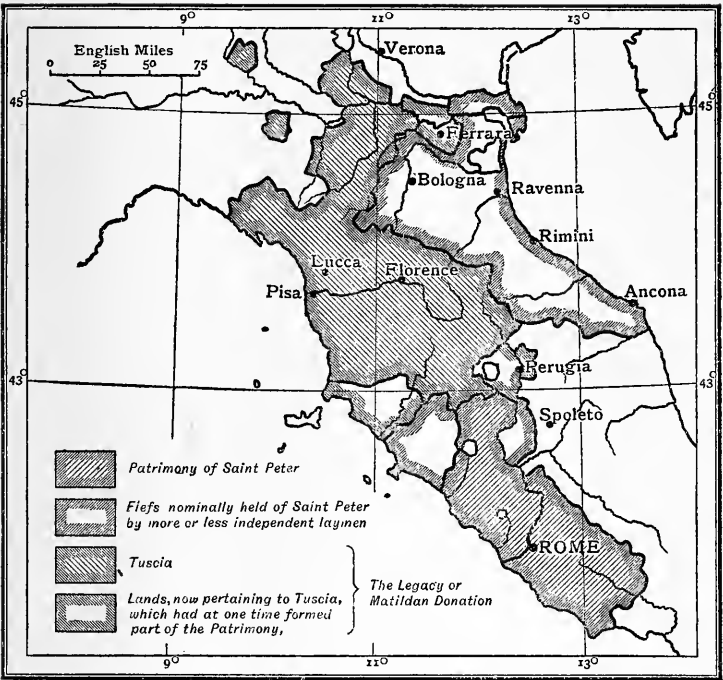 9° 11° 13°
English Miles
0 25 50 75
Verona
45° 45°
Ferrara
Bologna
Ravenna
Rimini
Lucca
Florence
Pisa
Ancona
43° 43°
Perugia
Spoleto
Patrimony of Saint Peter
Fiefs nominally held of Saint Peter
by more or less independent laymen
ROME
Tuscia
Lands, now pertaining to Tuscia,
which had at one time formed
part of the Patrimony,
The Legacy or
Matildan Donation
9° 11° 13°